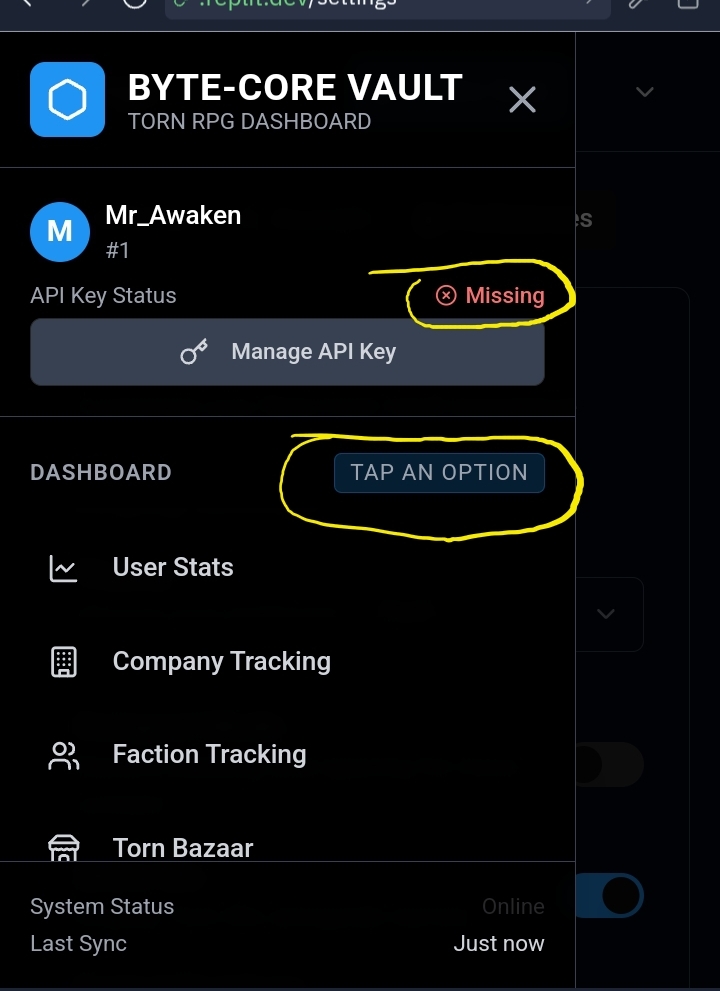 .replit.dev/settings
BYTE-CORE VAULT
TORN RPG DASHBOARD
M
Mr_Awaken
#1
API Key Status
Missing
Manage API Key
DASHBOARD
TAP AN OPTION
User Stats
Company Tracking
Faction Tracking
Torn Bazaar
System Status
Online
Last Sync
Just now